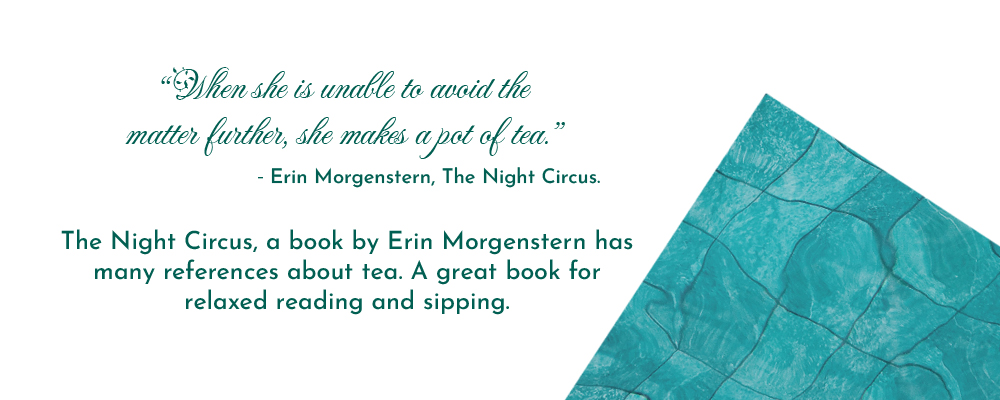 “When she is unable to avoid the
matter further, she makes a pot of tea.”
- Erin Morgenstern, The Night Circus.
The Night Circus, a book by Erin Morgenstern has
many references about tea. A great book for
relaxed reading and sipping.